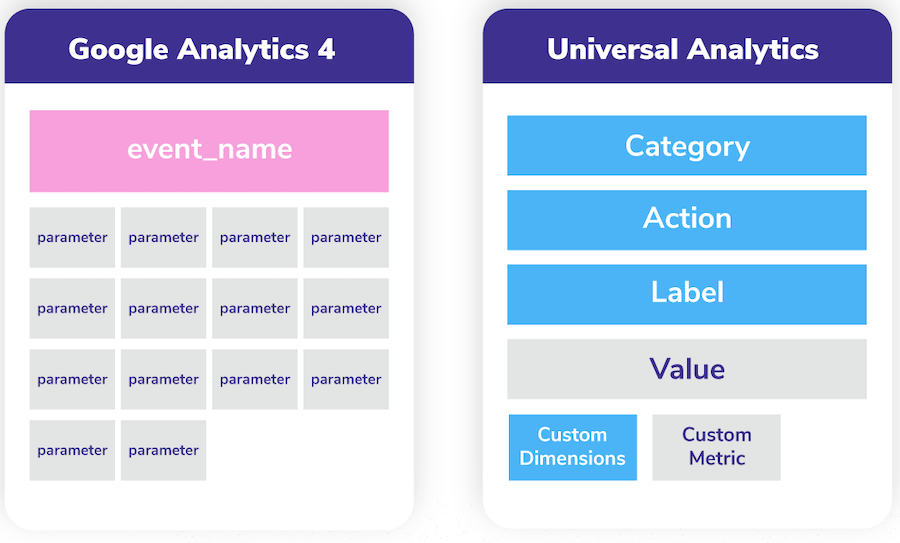 Google Analytics 4
event_name
parameter parameter parameter parameter
parameter parameter parameter parameter
parameter parameter parameter parameter
parameter parameter
Universal Analytics
Category
Action
Label
Value
Custom
Dimensions
Custom
Metric